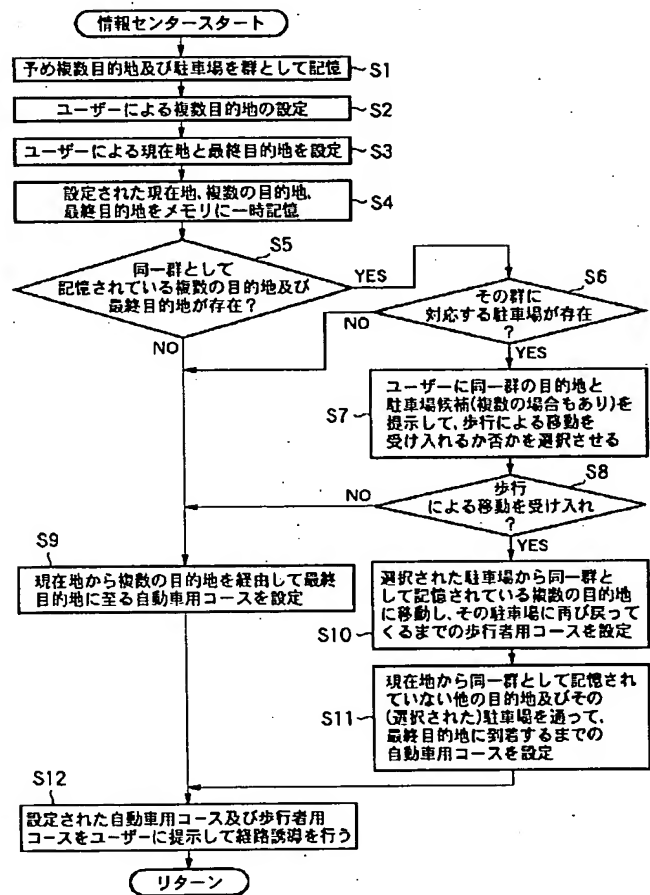 情報センタースタート
予め複数目的地及び駐車場を群として記憶
S1
ユーザーによる複数目的地の設定
S2
ユーザーによる現在地と最終目的地を設定
S3
設定された現在地、複数の目的地、
最終目的地をメモリに一時記憶
S4
S5
同一群として
記憶されている複数の目的地及び
最終目的地が存在?
YES
NO
S6
その群に
対応する駐車場が存在
?
NO
YES
S7
ユーザーに同一群の目的地と
駐車場候補(複数の場合もあり)を
提示して、歩行による移動を
受け入れるか否かを選択させる
S8
歩行
による移動を受け入れ
?
NO
YES
S9
現在地から複数の目的地を経由して最終
目的地に至る自動車用コースを設定
S10
選択された駐車場から同一群と
して記憶されている複数の目的地
に移動し、その駐車場に再び戻って
くるまでの歩行者用コースを設定
S11
現在地から同一群として記憶され
ていない他の目的地及びその
(選択された)駐車場を通って、
最終目的地に到着するまでの
自動車用コースを設定
S12
設定された自動車用コース及び歩行者用
コースをユーザーに提示して経路誘導を行う
リターン